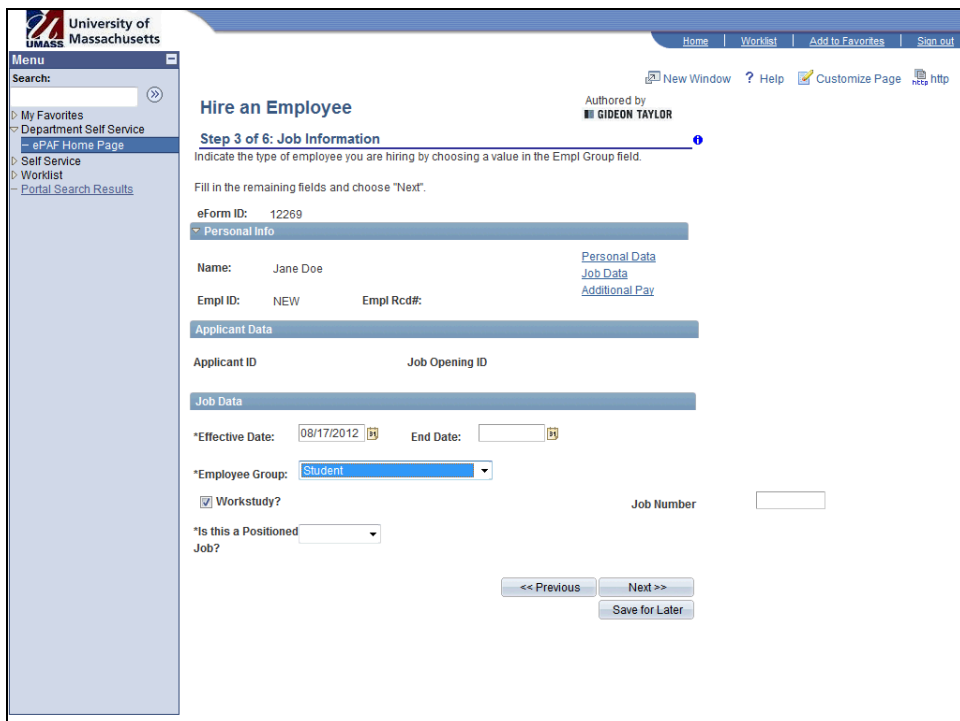 University of
Massachusetts
UMASS
Home | Worklist | Add to Favorites | Sign out
Menu
Search:
My Favorites
Department Self Service
– ePAF Home Page
Self Service
Worklist
– Portal Search Results
New Window ? Help Customize Page http
Hire an Employee
Authored by
GIDEON TAYLOR
Step 3 of 6: Job Information
Indicate the type of employee you are hiring by choosing a value in the Empl Group field.
Fill in the remaining fields and choose "Next".
eForm ID: 12269
Personal Info
Name: Jane Doe
Personal Data
Job Data
Additional Pay
Empl ID: NEW Empl Rcd#:
Applicant Data
Applicant ID Job Opening ID
Job Data
*Effective Date: 08/17/2012 End Date:
*Employee Group: Student
Workstudy? Job Number
*Is this a Positioned
Job?
<< Previous Next >>
Save for Later